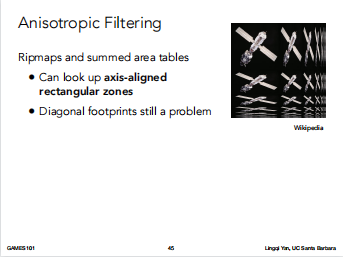 Anisotropic Filtering
Ripmaps and summed area tables
• Can look up axis-aligned
rectangular zones
• Diagonal footprints still a problem
Wikipedia
GAMES101
45
Lingqi Yan, UC Santa Barbara